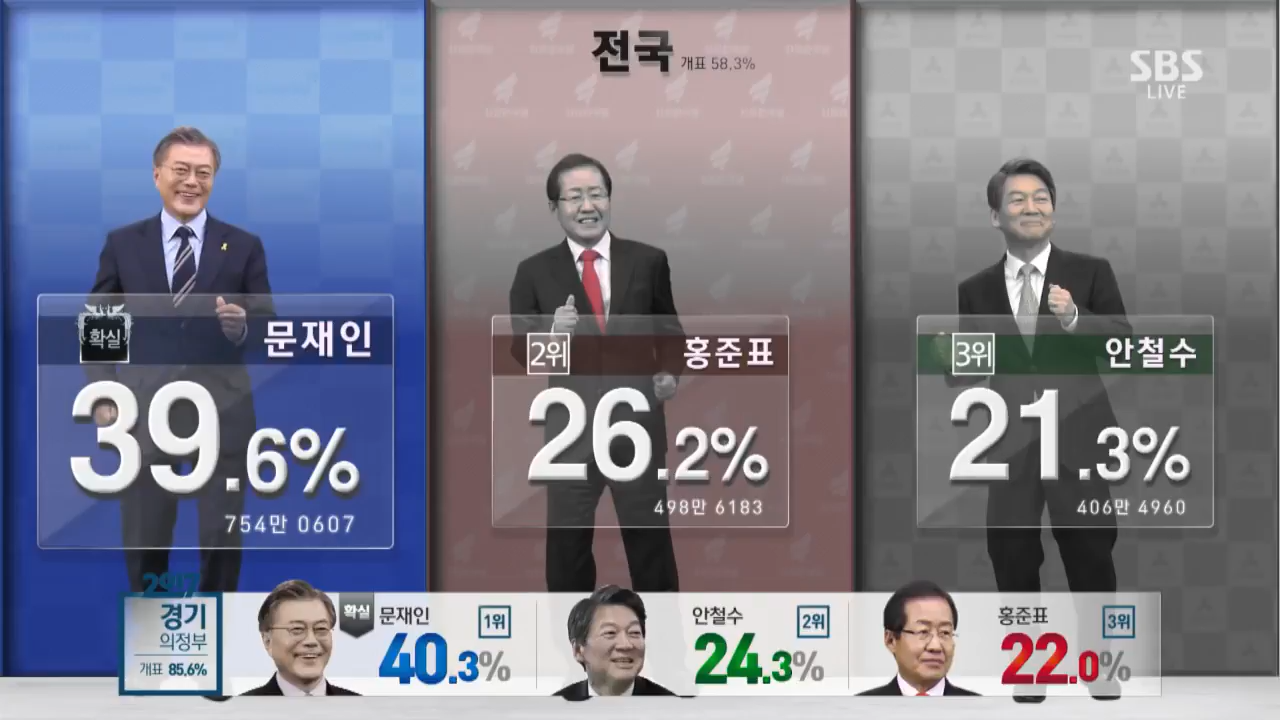 전국 개표 58.3%
SBS
LIVE
확실 문재인
39.6%
754만 0607
2위 홍준표
26.2%
498만 6183
3위 안철수
21.3%
406만 4960
경기
의정부
개표 85.6%
확실 문재인 1위
40.3%
안철수 2위
24.3%
홍준표 3위
22.0%